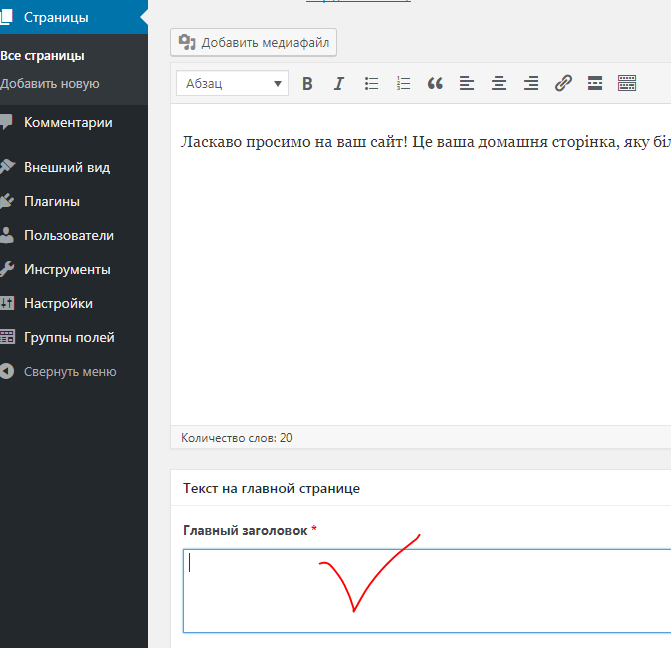 Страницы
Все страницы
Добавить новую
Комментарии
Внешний вид
Плагины
Пользователи
Инструменты
Настройки
Группы полей
Свернуть меню
Добавить медиафайл
Абзац
B I
Ласкаво просимо на ваш сайт! Це ваша домашня сторінка, яку біл
Количество слов: 20
Текст на главной странице
Главный заголовок *